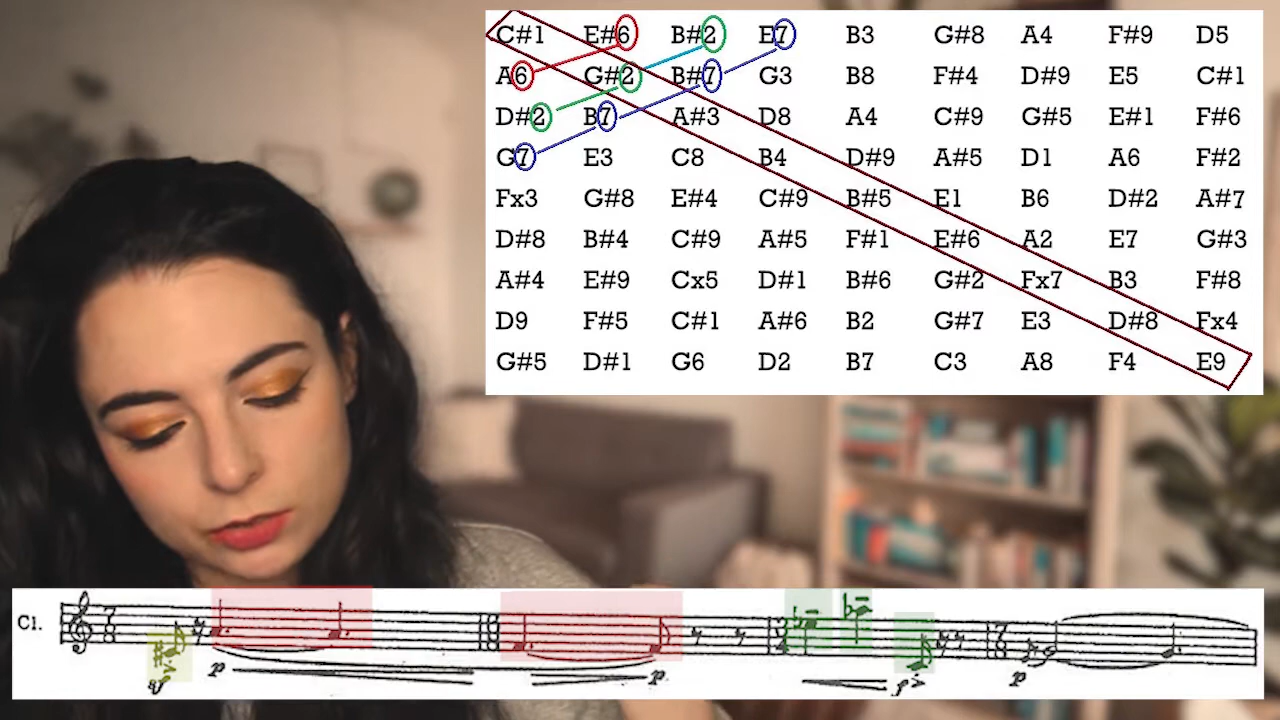 C#1 E#6 B#2 E7 B3 G#8 A4 F#9 D5
A6 G#2 B#7 G3 B8 F#4 D#9 E5 C#1
D#2 B7 A#3 D8 A4 C#9 G#5 E#1 F#6
G7 E3 C8 B4 D#9 A#5 D1 A6 F#2
Fx3 G#8 E#4 C#9 B#5 E1 B6 D#2 A#7
D#8 B#4 C#9 A#5 F#1 E#6 A2 E7 G#3
A#4 E#9 Cx5 D#1 B#6 G#2 Fx7 B3 F#8
D9 F#5 C#1 A#6 B2 G#7 E3 D#8 Fx4
G#5 D#1 G6 D2 B7 C3 A8 F4 E9
Cl. 7 8
p p p p